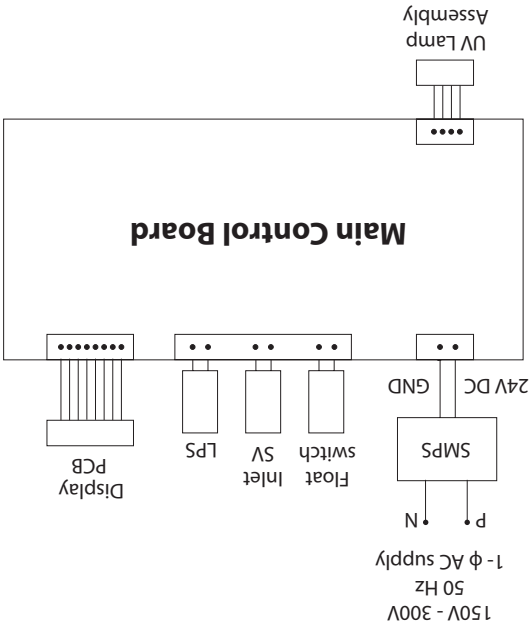 150V - 300V
50 Hz
1- ϕ AC supply
P N
SMPS
24V DC GND
Float
switch
Inlet
SV
LPS
Display
PCB
Main Control Board
UV Lamp
Assembly